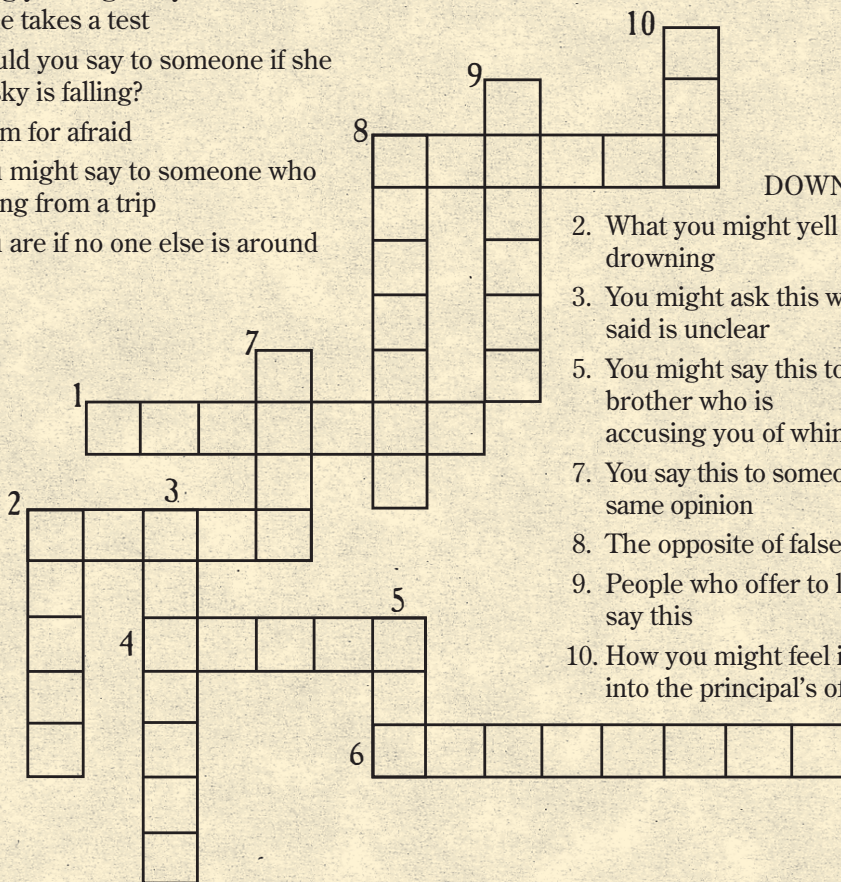 e takes a test
uld you say to someone if she
sky is falling?
m for afraid
u might say to someone who
ng from a trip
u are if no one else is around
10
9
8
7
1
3
2
5
4
6
DOWN
2. What you might yell
drowning
3. You might ask this w
said is unclear
5. You might say this to
brother who is
accusing you of whin
7. You say this to someo
same opinion
8. The opposite of false
9. People who offer to l
say this
10. How you might feel i
into the principal's of